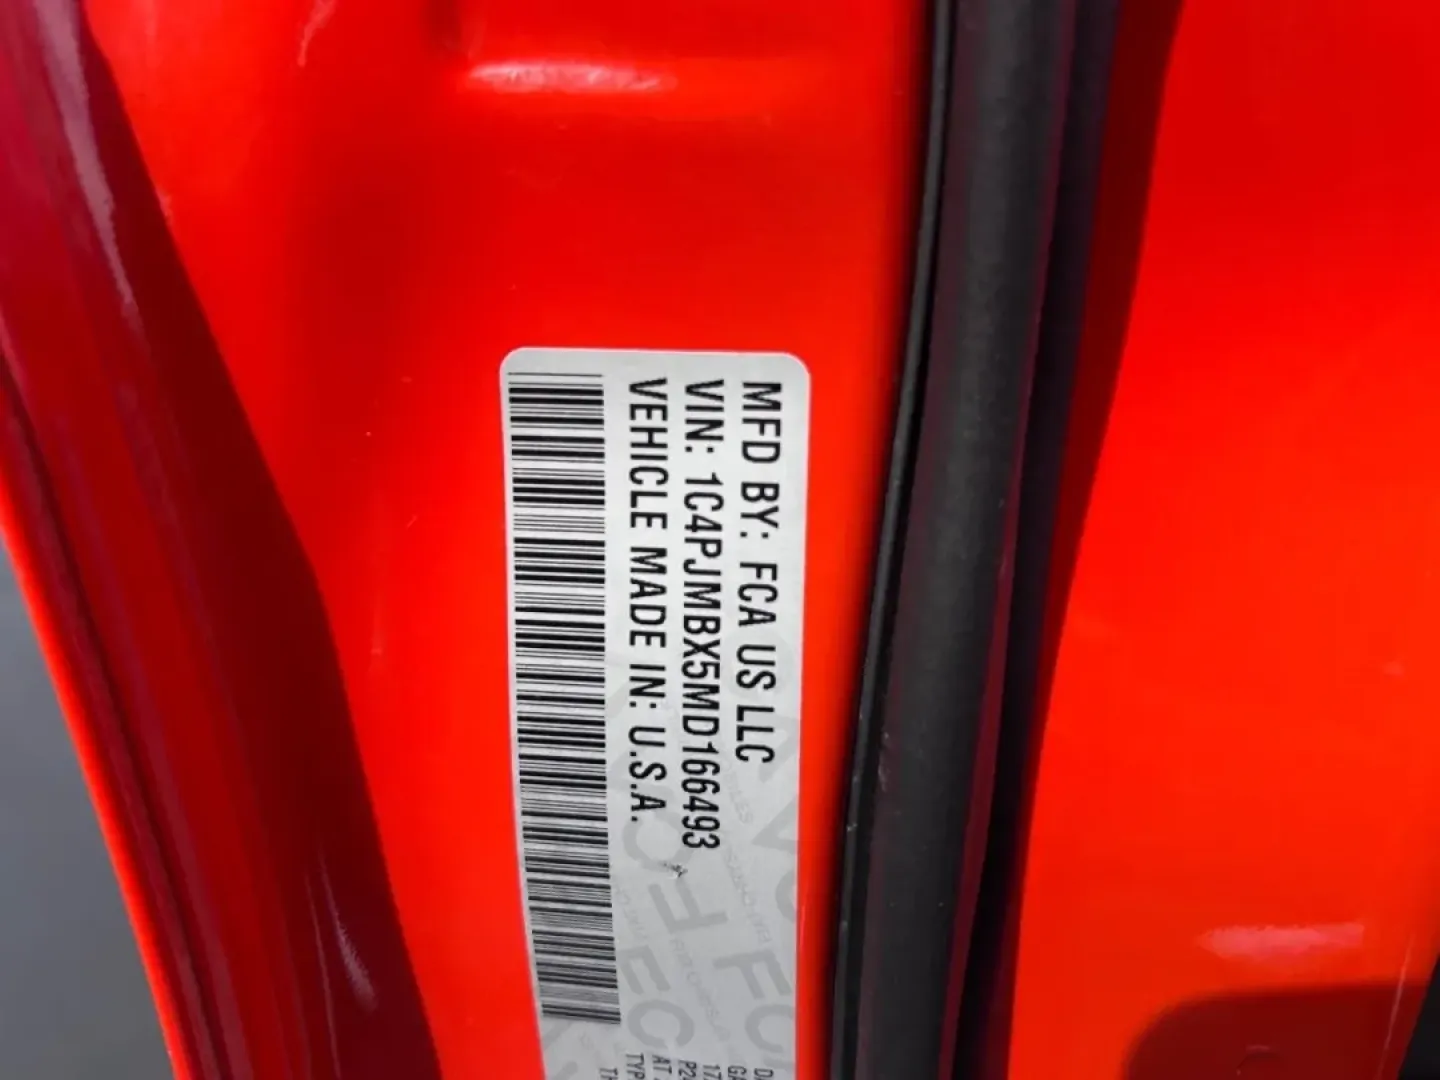 MFD BY: FCA US LLC
VIN: 1C4PJMBX5MD166493
VEHICLE MADE IN: U.S.A.